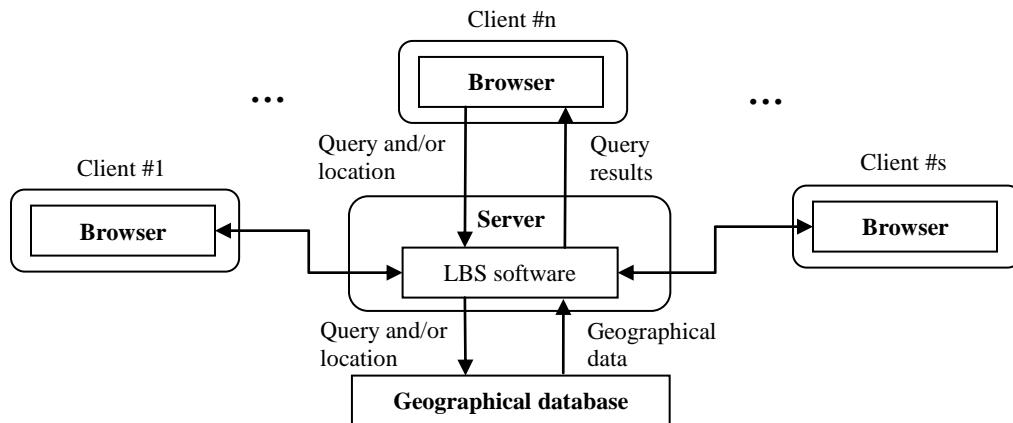 Client #n
Browser
...
...
Query and/or
location
Query
results
Client #1
Browser
Client #s
Browser
Server
LBS software
Query and/or
location
Geographical
data
Geographical database